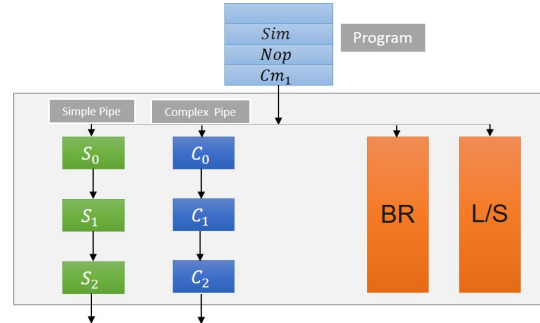 Sim
Program
Nop
Cm₁
Simple Pipe
Complex Pipe
S₀
C₀
S₁
C₁
BR
L/S
S₂
C₂